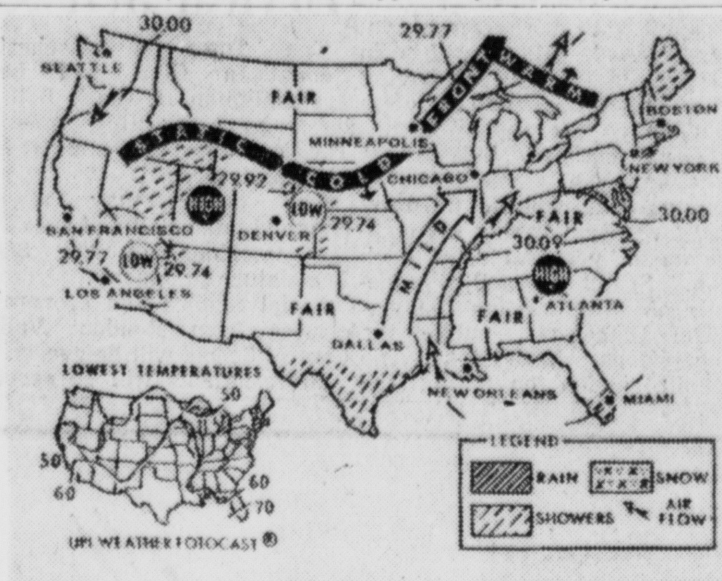 30.00
29.77
SEATTLE
FAIR
FRONT WARM
BOSTON
STATIC
MINNEAPOLIS
COLD
CHICAGO
NEW YORK
29.92
HIGH
LOW
SAN FRANCISCO
DENVER
29.74
FAIR
30.00
29.77
LOW
29.74
30.09
HIGH
LOS ANGELES
MILD
FAIR
FAIR
ATLANTA
DALLAS
LOWEST TEMPERATURES
NEW ORLEANS
MIAMI
50
50
60
60
70
LEGEND
RAIN
SNOW
SHOWERS
AIR FLOW
UPI WEATHER FOTOCAST ®